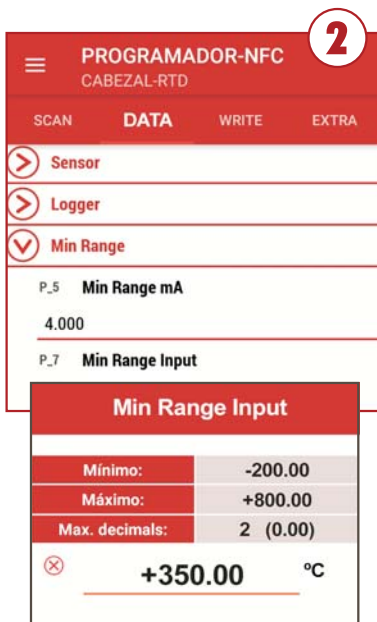 2
PROGRAMADOR-NFC
CABEZAL-RTD
SCAN DATA WRITE EXTRA
Sensor
Logger
Min Range
P_5 Min Range mA
4.000
P_7 Min Range Input
Min Range Input
Mínimo: -200.00
Máximo: +800.00
Max. decimals: 2 (0.00)
+350.00 ºC